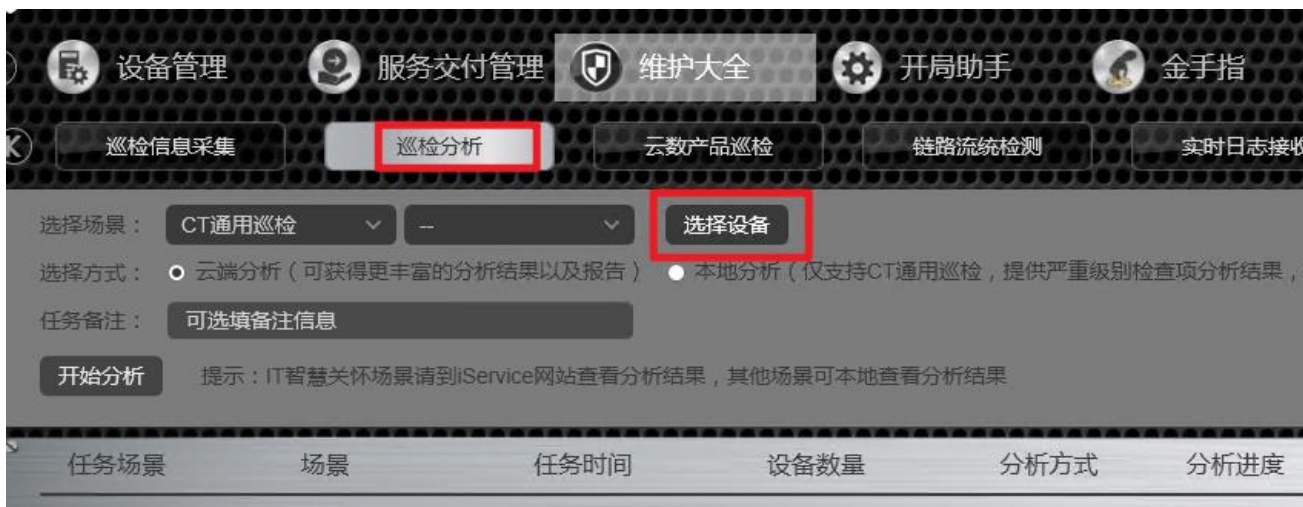 设备管理 服务交付管理 维护大全 开局助手 金手指
巡检信息采集 巡检分析 云数产品巡检 链路流统检测 实时日志接收
选择场景： CT通用巡检 -- 选择设备
选择方式： 云端分析（可获得更丰富的分析结果以及报告） 本地分析（仅支持CT通用巡检，提供严重级别检查项分析结果，
任务备注： 可选填备注信息
开始分析 提示：IT智慧关怀场景请到iService网站查看分析结果，其他场景可本地查看分析结果
任务场景 场景 任务时间 设备数量 分析方式 分析进度